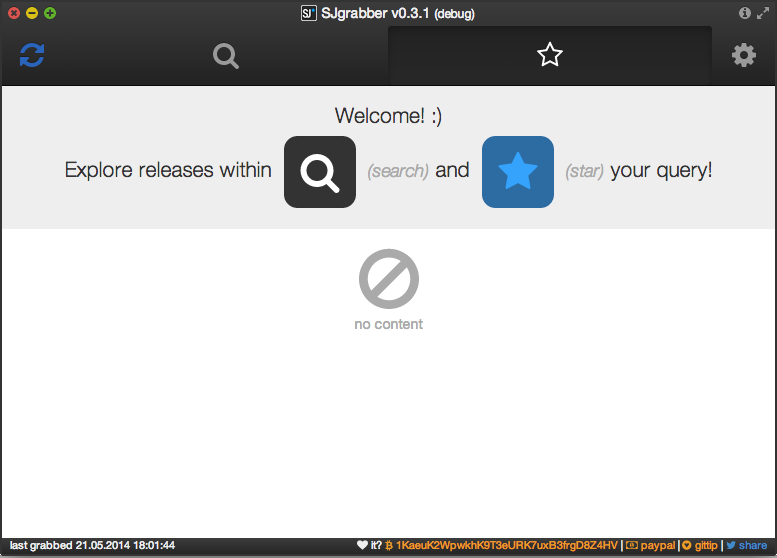 SJ SJgrabber v0.3.1 (debug)
Welcome! :)
Explore releases within (search) and (star) your query!
no content
last grabbed 21.05.2014 18:01:44
it? 1KaeuK2WpwkhK9T3eURK7uxB3frgD8Z4HV | paypal | gittip | share